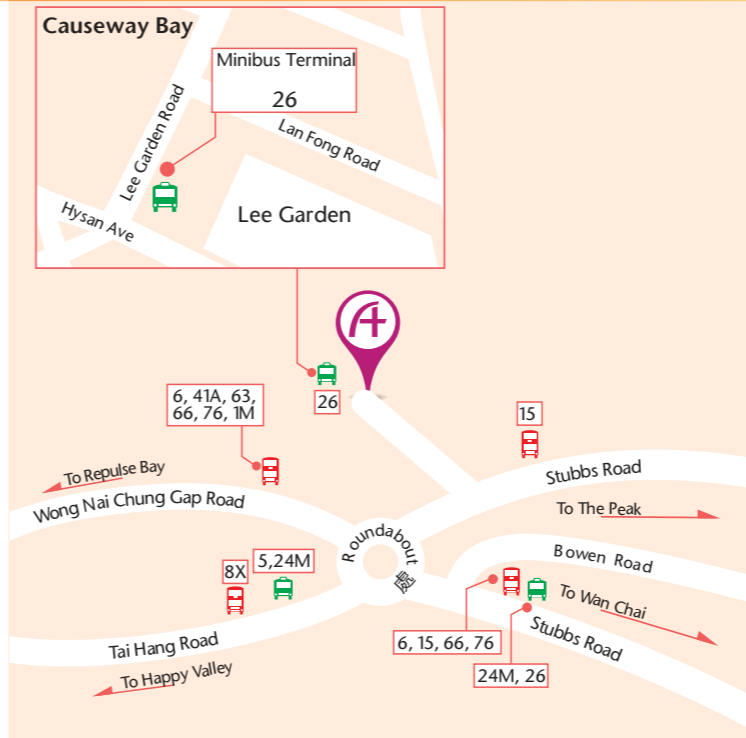 Causeway Bay
Minibus Terminal
26
Lee Garden Road
Lan Fong Road
Hysan Ave
Lee Garden
26
6, 41A, 63,
66, 76, 1M
15
To Repulse Bay
Wong Nai Chung Gap Road
Stubbs Road
To The Peak
Roundabout
處
Bowen Road
8X
5,24M
To Wan Chai
Stubbs Road
6, 15, 66, 76
24M, 26
Tai Hang Road
To Happy Valley